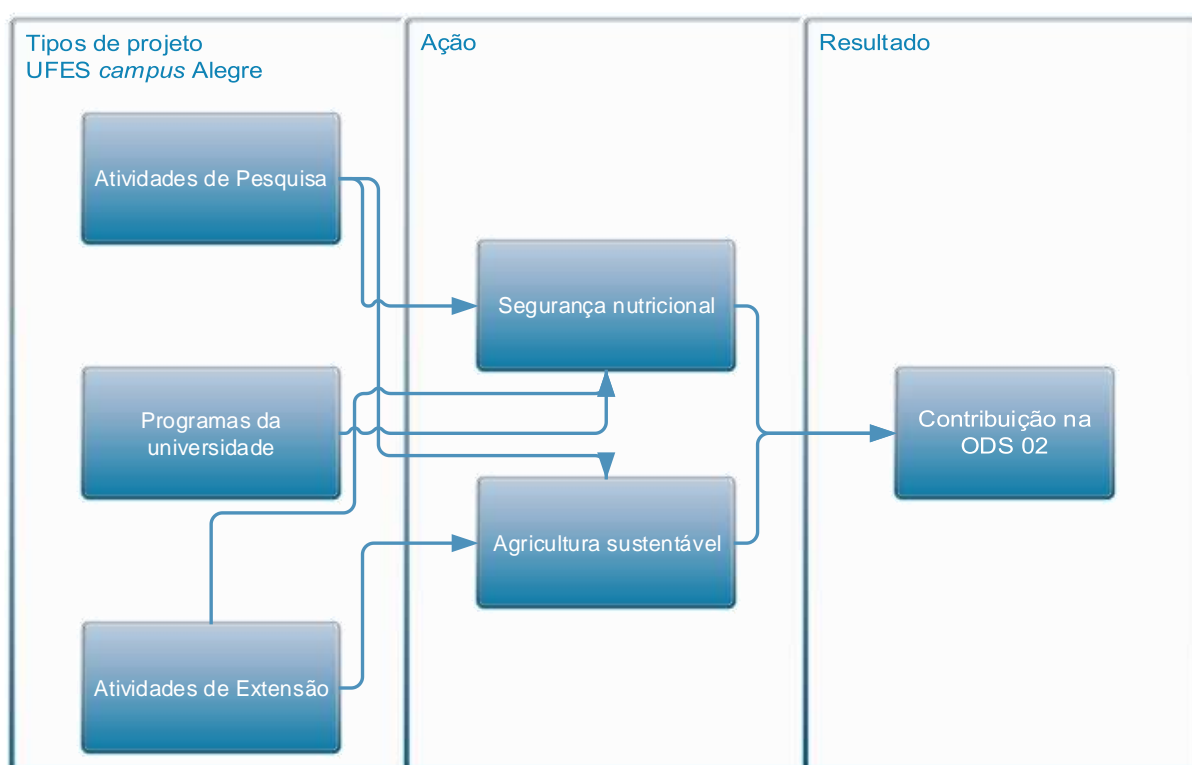 Tipos de projeto
UFES campus Alegre
Atividades de Pesquisa
Programas da
universidade
Atividades de Extensão
Ação
Segurança nutricional
Agricultura sustentável
Resultado
Contribuição na
ODS 02